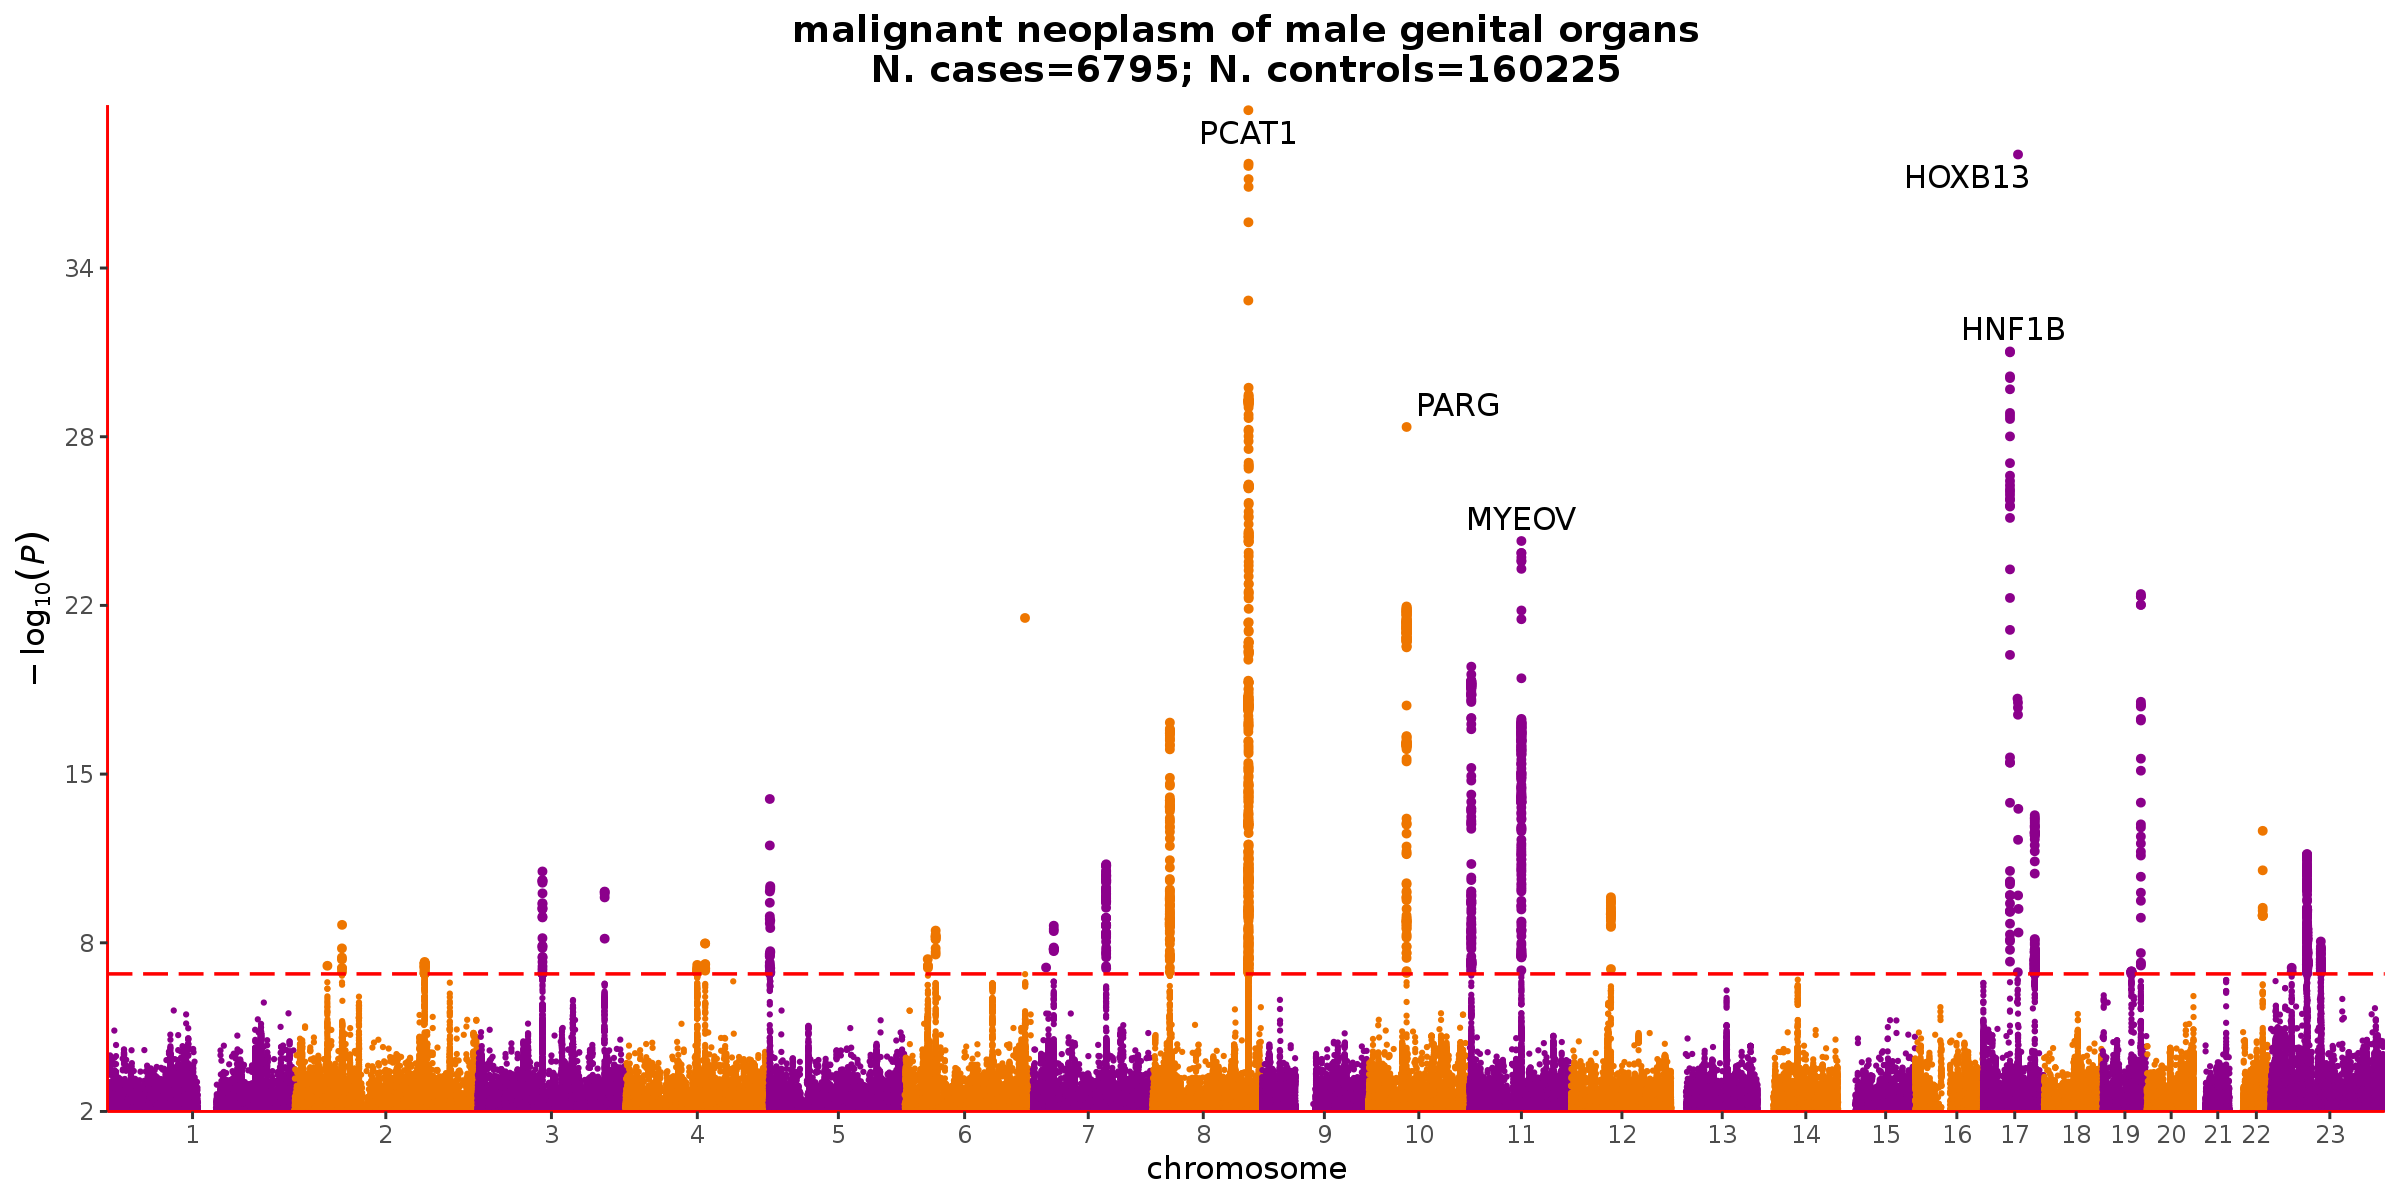 malignant neoplasm of male genital organs
N. cases=6795; N. controls=160225
PCAT1
HOXB13
HNF1B
PARG
MYEOV
− log10(P)
34
28
22
15
8
2
1 2 3 4 5 6 7 8 9 10 11 12 13 14 15 16 17 18 19 20 21 22 23
chromosome